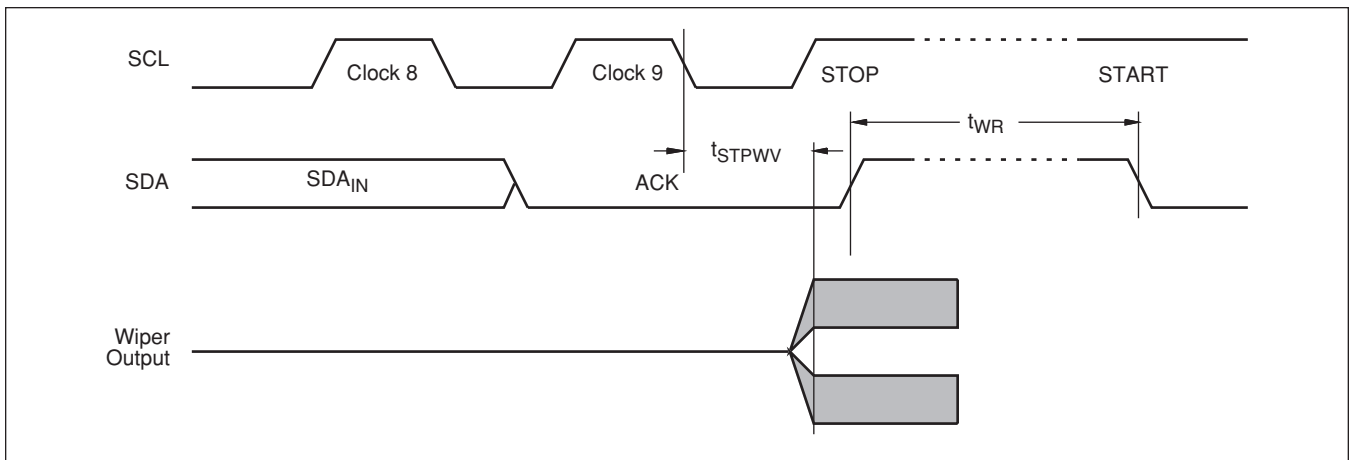 SCL
Clock 8
Clock 9
STOP
START
tWR
tSTPWV
SDA
SDAIN
ACK
Wiper
Output